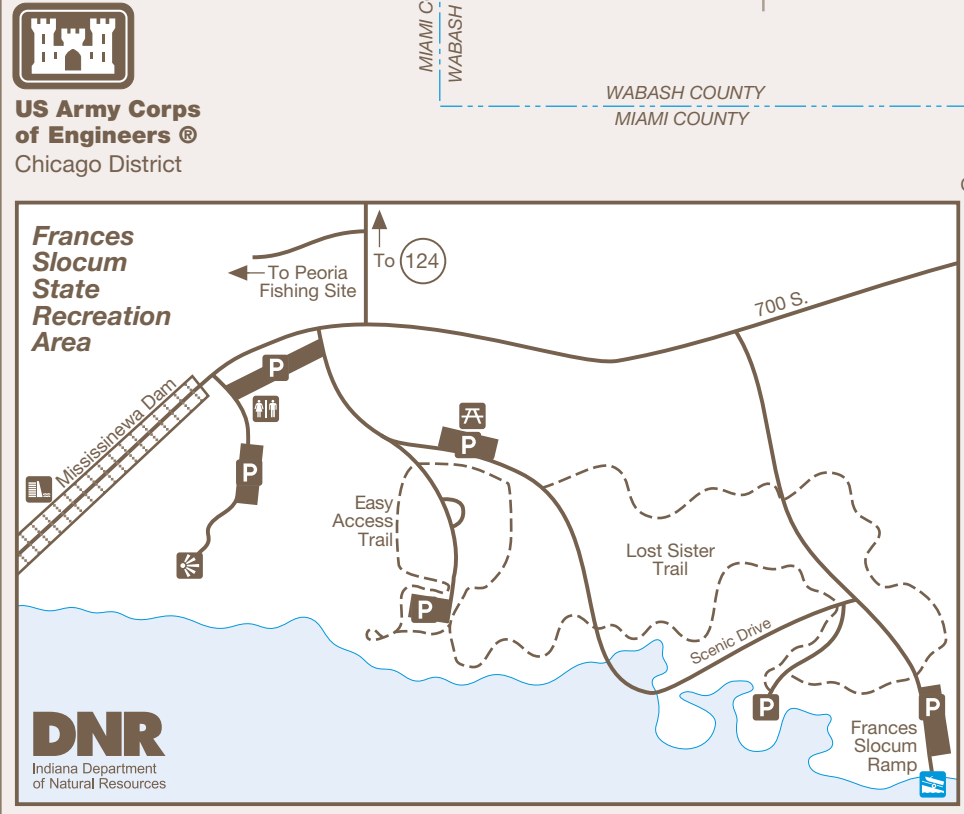 US Army Corps
of Engineers ®
Chicago District
WABASH
WABASH COUNTY
MIAMI COUNTY
Frances
Slocum
State
Recreation
Area
To 124
To Peoria
Fishing Site
700 S.
P
Mississinewa Dam
P
P
Easy
Access
Trail
Lost Sister
Trail
P
Scenic Drive
P
P
Frances
Slocum
Ramp
DNR
Indiana Department
of Natural Resources